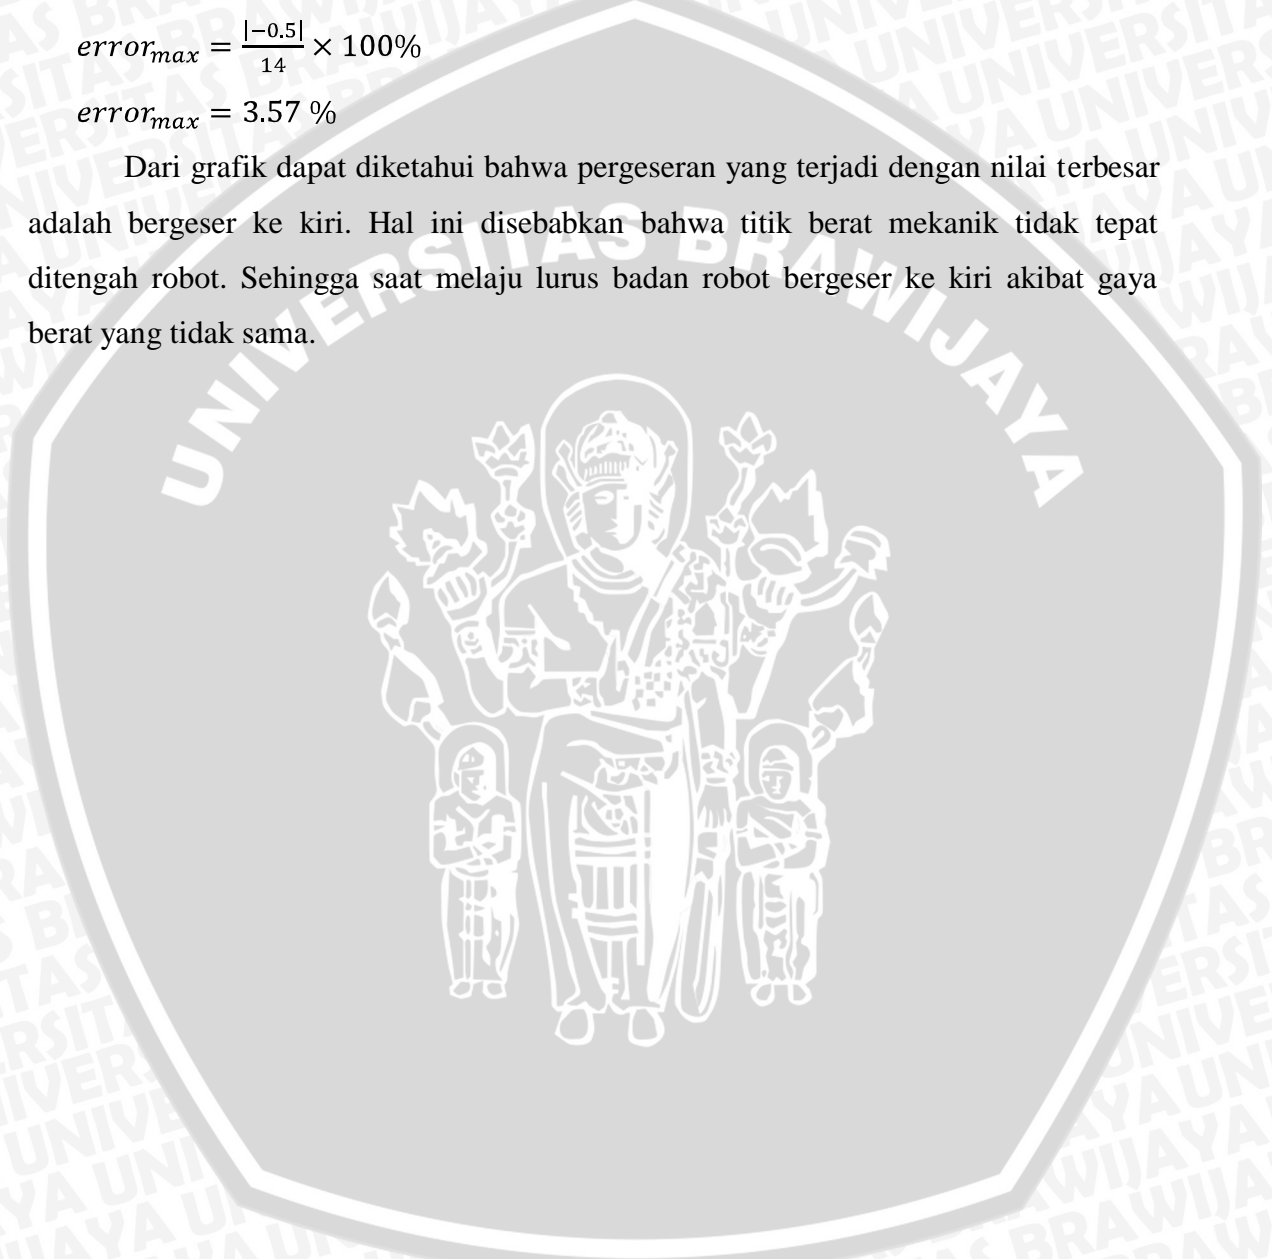 error_max = |−0.5|/14 × 100%
error_max = 3.57 %
Dari grafik dapat diketahui bahwa pergeseran yang terjadi dengan nilai terbesar
adalah bergeser ke kiri. Hal ini disebabkan bahwa titik berat mekanik tidak tepat
ditengah robot. Sehingga saat melaju lurus badan robot bergeser ke kiri akibat gaya
berat yang tidak sama.
UNIVERSITAS BRAWIJAYA